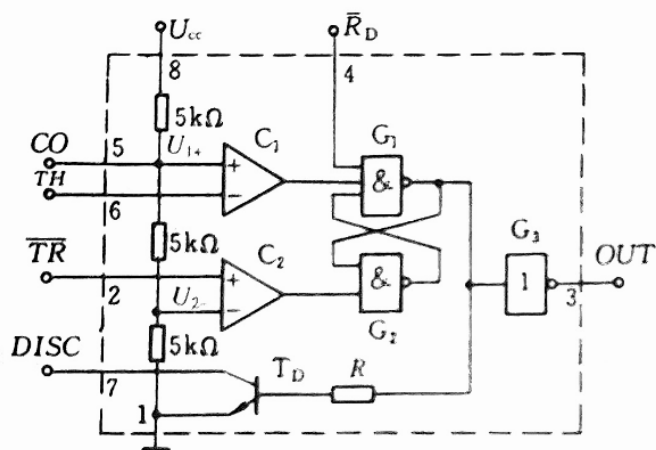 U_cc
R̅_D
8
4
5kΩ
CO
5
U_1+
C_1
G_1
TH
+
−
&
6
5kΩ
C_2
G_3
TR̅
+
&
1
OUT
2
U_2-
−
3
G_2
DISC
5kΩ
T_D
R
7
1